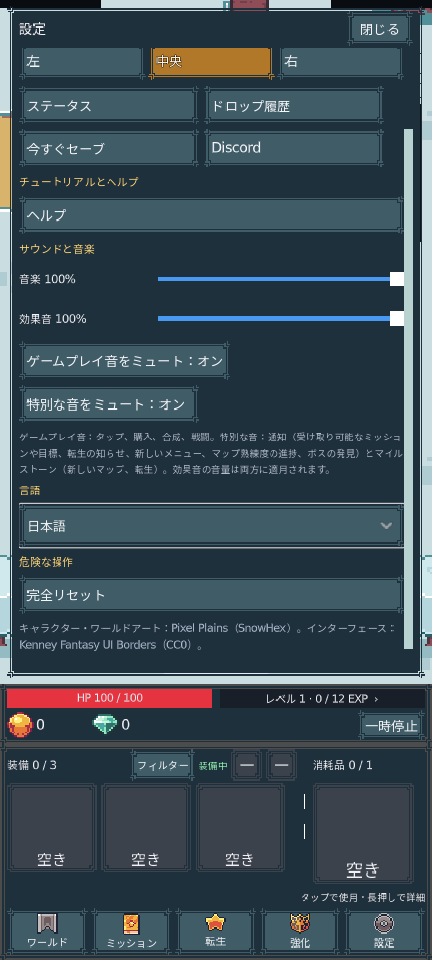 設定
閉じる
左
中央
右
ステータス
ドロップ履歴
今すぐセーブ
Discord
チュートリアルとヘルプ
ヘルプ
サウンドと音楽
音楽 100%
効果音 100%
ゲームプレイ音をミュート：オン
特別な音をミュート：オン
ゲームプレイ音：タップ、購入、合成、戦闘。特別な音：通知（受け取り可能なミッショ
ンや目標、転生の知らせ、新しいメニュー、マップ熟練度の進捗、ボスの発見）とマイル
ストーン（新しいマップ、転生）。効果音の音量は両方に適用されます。
言語
日本語
危険な操作
完全リセット
キャラクター・ワールドアート：Pixel Plains（SnowHex）。インターフェース：
Kenney Fantasy UI Borders（CC0）。
HP 100 / 100
レベル 1 · 0 / 12 EXP ›
0
0
一時停止
装備 0 / 3
フィルター
装備中
—
—
消耗品 0 / 1
空き
空き
空き
空き
タップで使用・長押しで詳細
ワールド
ミッション
転生
強化
設定